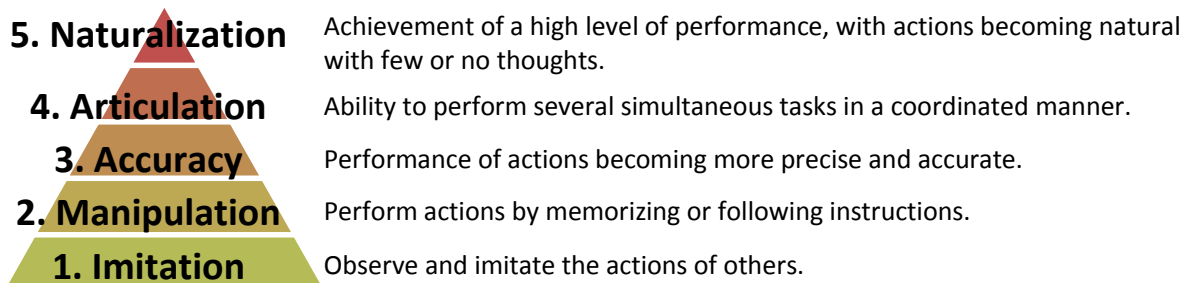 5. Naturalization
Achievement of a high level of performance, with actions becoming natural
with few or no thoughts.
4. Articulation
Ability to perform several simultaneous tasks in a coordinated manner.
3. Accuracy
Performance of actions becoming more precise and accurate.
2. Manipulation
Perform actions by memorizing or following instructions.
1. Imitation
Observe and imitate the actions of others.